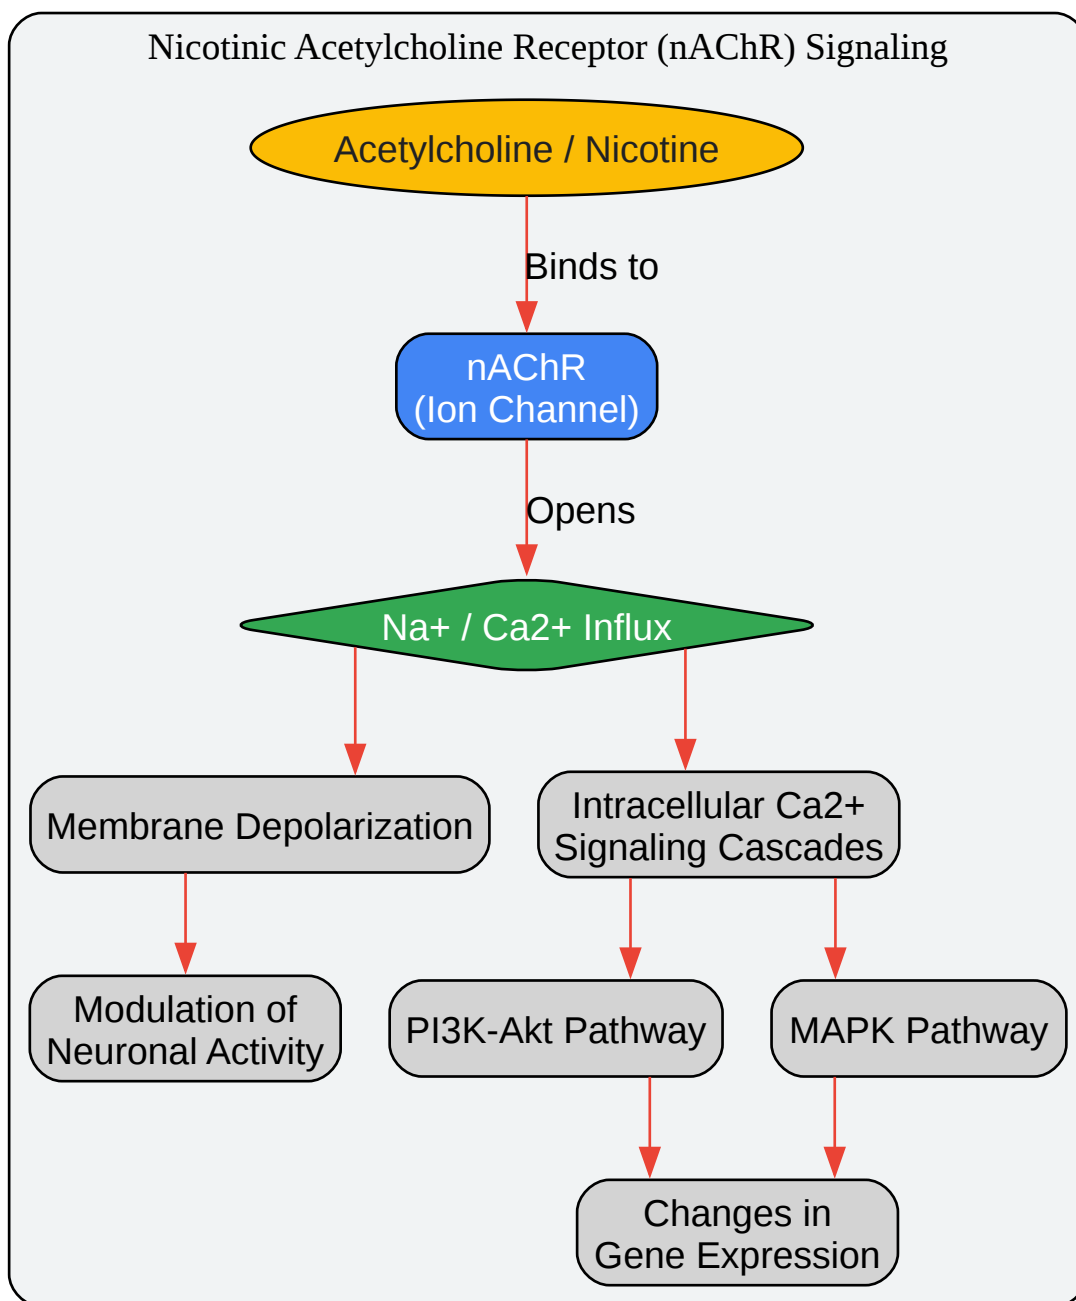 Nicotinic Acetylcholine Receptor (nAChR) Signaling
Acetylcholine / Nicotine
Binds to
nAChR
(Ion Channel)
Opens
Na+ / Ca2+ Influx
Membrane Depolarization
Intracellular Ca2+
Signaling Cascades
Modulation of
Neuronal Activity
PI3K-Akt Pathway
MAPK Pathway
Changes in
Gene Expression